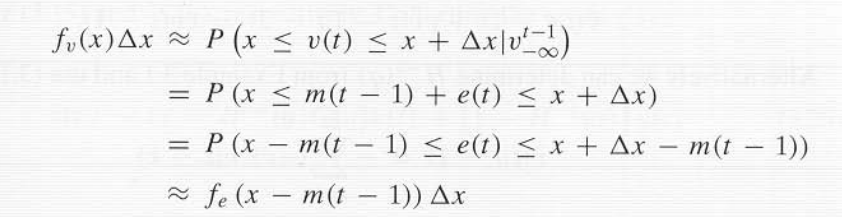 f_v(x)Δx ≈ P(x ≤ v(t) ≤ x + Δx|v_{-∞}^{t-1})
= P(x ≤ m(t − 1) + e(t) ≤ x + Δx)
= P(x − m(t − 1) ≤ e(t) ≤ x + Δx − m(t − 1))
≈ f_e(x − m(t − 1)) Δx